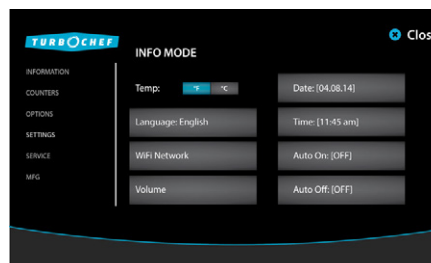 TURBOCHEF
Clos
INFO MODE
INFORMATION
COUNTERS
OPTIONS
SETTINGS
SERVICE
MFG
Temp: °F °C
Language: English
WiFi Network
Volume
Date: [04.08.14]
Time: [11:45 am]
Auto On: [OFF]
Auto Off: [OFF]